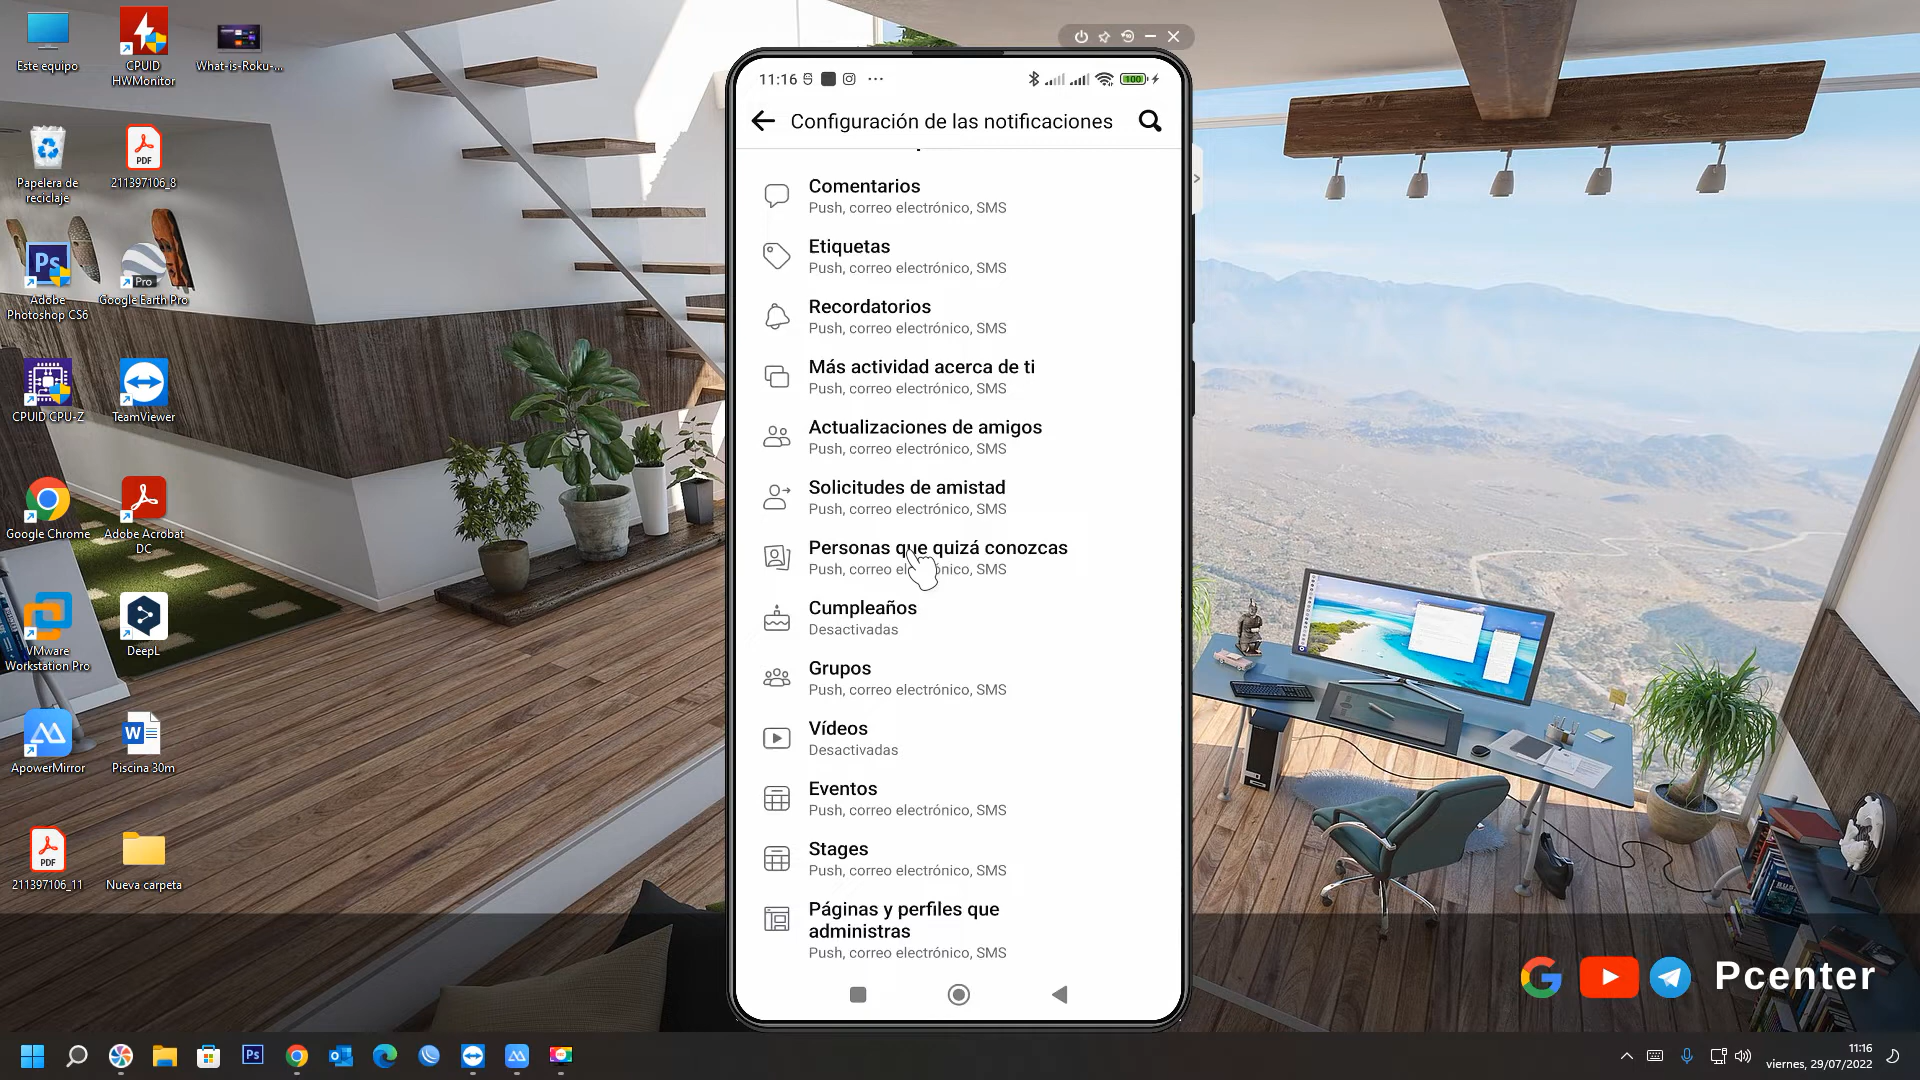 Este equipo
CPUID
HWMonitor
What-is-Roku-...
Papelera de
reciclaje
PDF
211397106_8
Ps
Adobe
Photoshop CS6
Pro
Google Earth Pro
CPUID CPU-Z
TeamViewer
Google Chrome
Adobe Acrobat
DC
VMware
Workstation Pro
DeepL
ApowerMirror
W
Piscina 30m
PDF
211397106_11
Nueva carpeta
11:16
100
Configuración de las notificaciones
Comentarios
Push, correo electrónico, SMS
Etiquetas
Push, correo electrónico, SMS
Recordatorios
Push, correo electrónico, SMS
Más actividad acerca de ti
Push, correo electrónico, SMS
Actualizaciones de amigos
Push, correo electrónico, SMS
Solicitudes de amistad
Push, correo electrónico, SMS
Personas que quizá conozcas
Push, correo electrónico, SMS
Cumpleaños
Desactivadas
Grupos
Push, correo electrónico, SMS
Vídeos
Desactivadas
Eventos
Push, correo electrónico, SMS
Stages
Push, correo electrónico, SMS
Páginas y perfiles que
administras
Push, correo electrónico, SMS
Pcenter
Ps
11:16
viernes, 29/07/2022